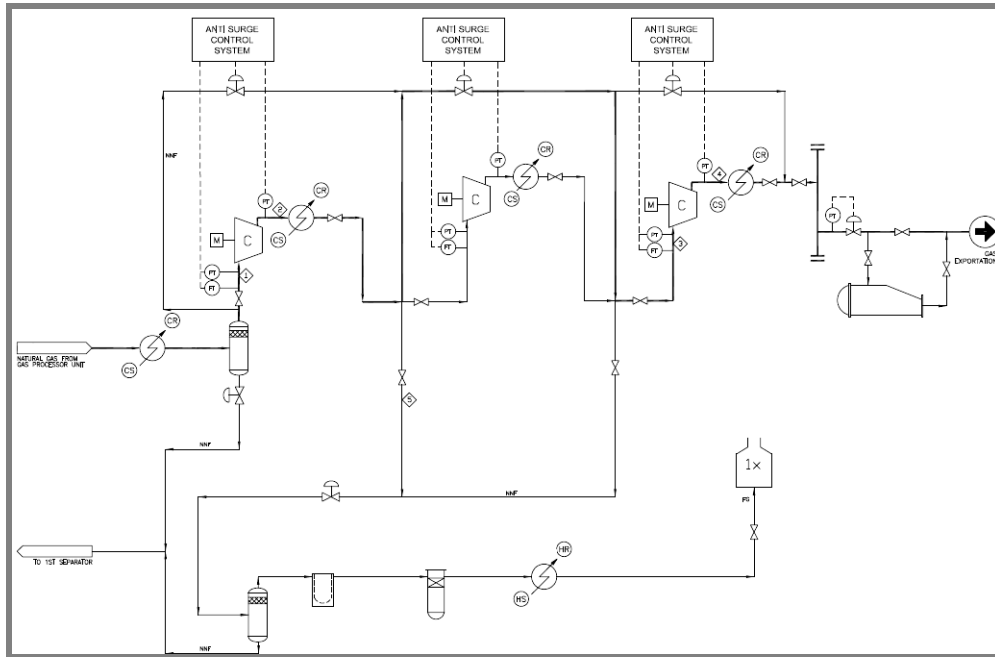 ANTI SURGE
CONTROL
SYSTEM
ANTI SURGE
CONTROL
SYSTEM
ANTI SURGE
CONTROL
SYSTEM
NNF
PT
PT
PT
CR
CR
CR
4
2
M
C
CS
M
C
CS
M
C
CS
PT
FT
PT
FT
PT
FT
3
1
PT
GAS
EXPORTATION
CR
NATURAL GAS FROM
GAS PROCESSOR UNIT
CS
5
NNF
NNF
1x
FG
TO 1ST SEPARATOR
HR
HS
NNF